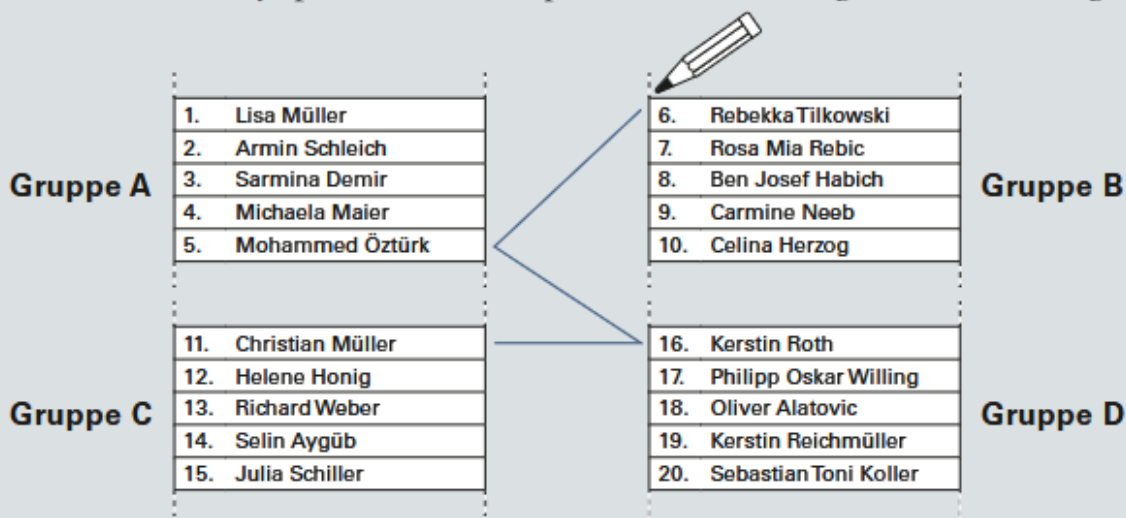 Gruppe A
1. Lisa Müller
2. Armin Schleich
3. Sarmina Demir
4. Michaela Maier
5. Mohammed Öztürk
Gruppe B
6. Rebekka Tilkowski
7. Rosa Mia Rebic
8. Ben Josef Habich
9. Carmine Neeb
10. Celina Herzog
Gruppe C
11. Christian Müller
12. Helene Honig
13. Richard Weber
14. Selin Aygüb
15. Julia Schiller
Gruppe D
16. Kerstin Roth
17. Philipp Oskar Willing
18. Oliver Alatovic
19. Kerstin Reichmüller
20. Sebastian Toni Koller